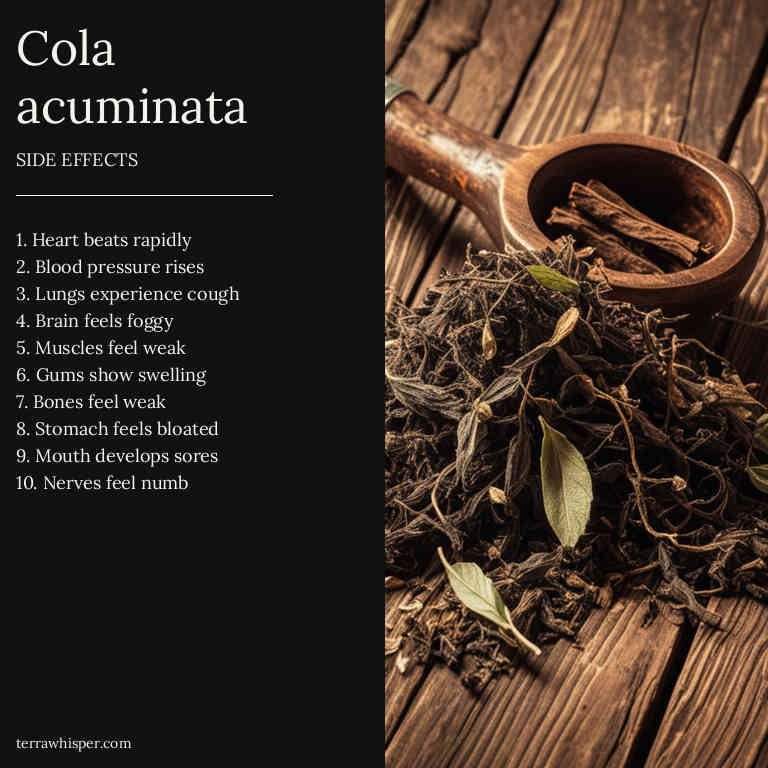 Cola
acuminata
SIDE EFFECTS
1. Heart beats rapidly
2. Blood pressure rises
3. Lungs experience cough
4. Brain feels foggy
5. Muscles feel weak
6. Gums show swelling
7. Bones feel weak
8. Stomach feels bloated
9. Mouth develops sores
10. Nerves feel numb
terrawhisper.com